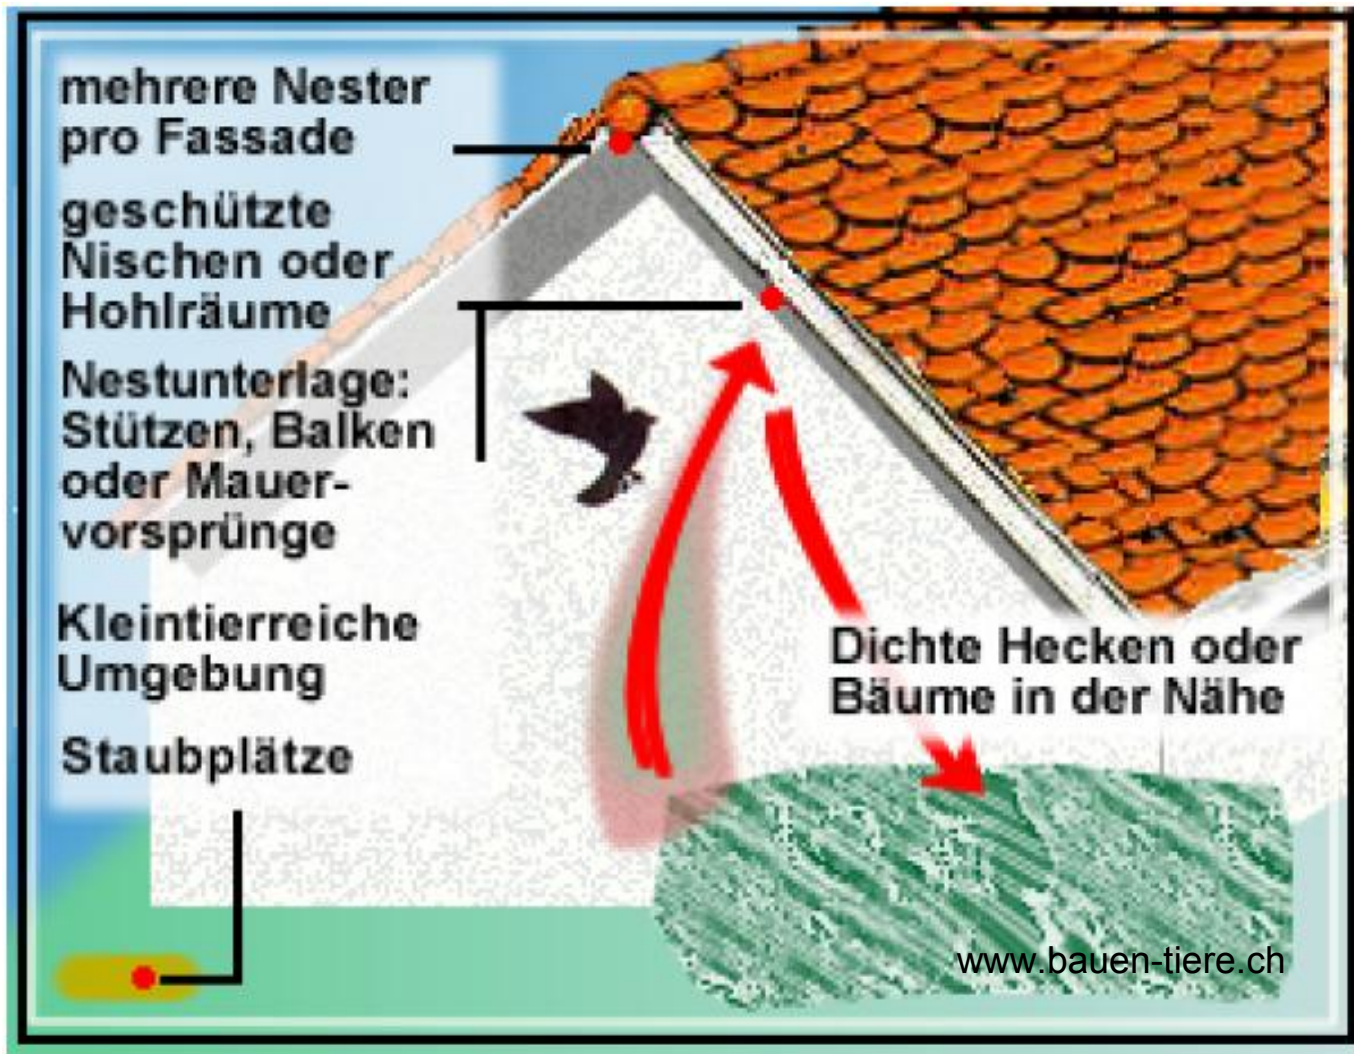 mehrere Nester
pro Fassade
geschützte
Nischen oder
Hohlräume
Nestunterlage:
Stützen, Balken
oder Mauer-
vorsprünge
Kleintierreiche
Umgebung
Staubplätze
Dichte Hecken oder
Bäume in der Nähe
www.bauen-tiere.ch